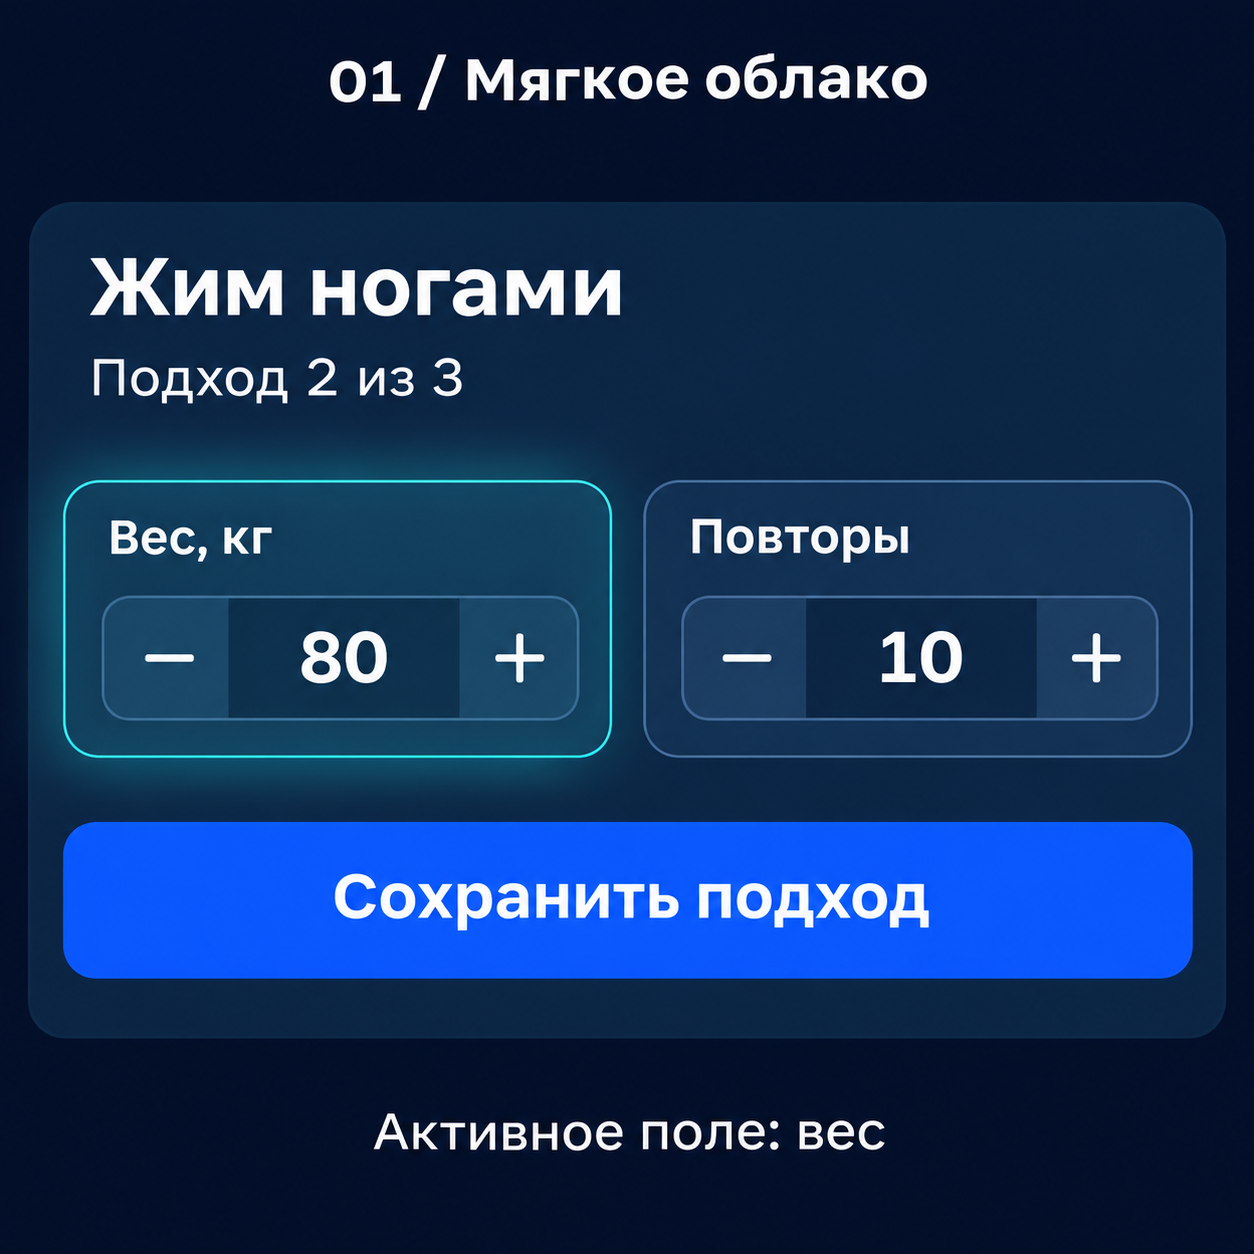 01 / Мягкое облако
Жим ногами
Подход 2 из 3
Вес, кг
Повторы
− 80 +
− 10 +
Сохранить подход
Активное поле: вес